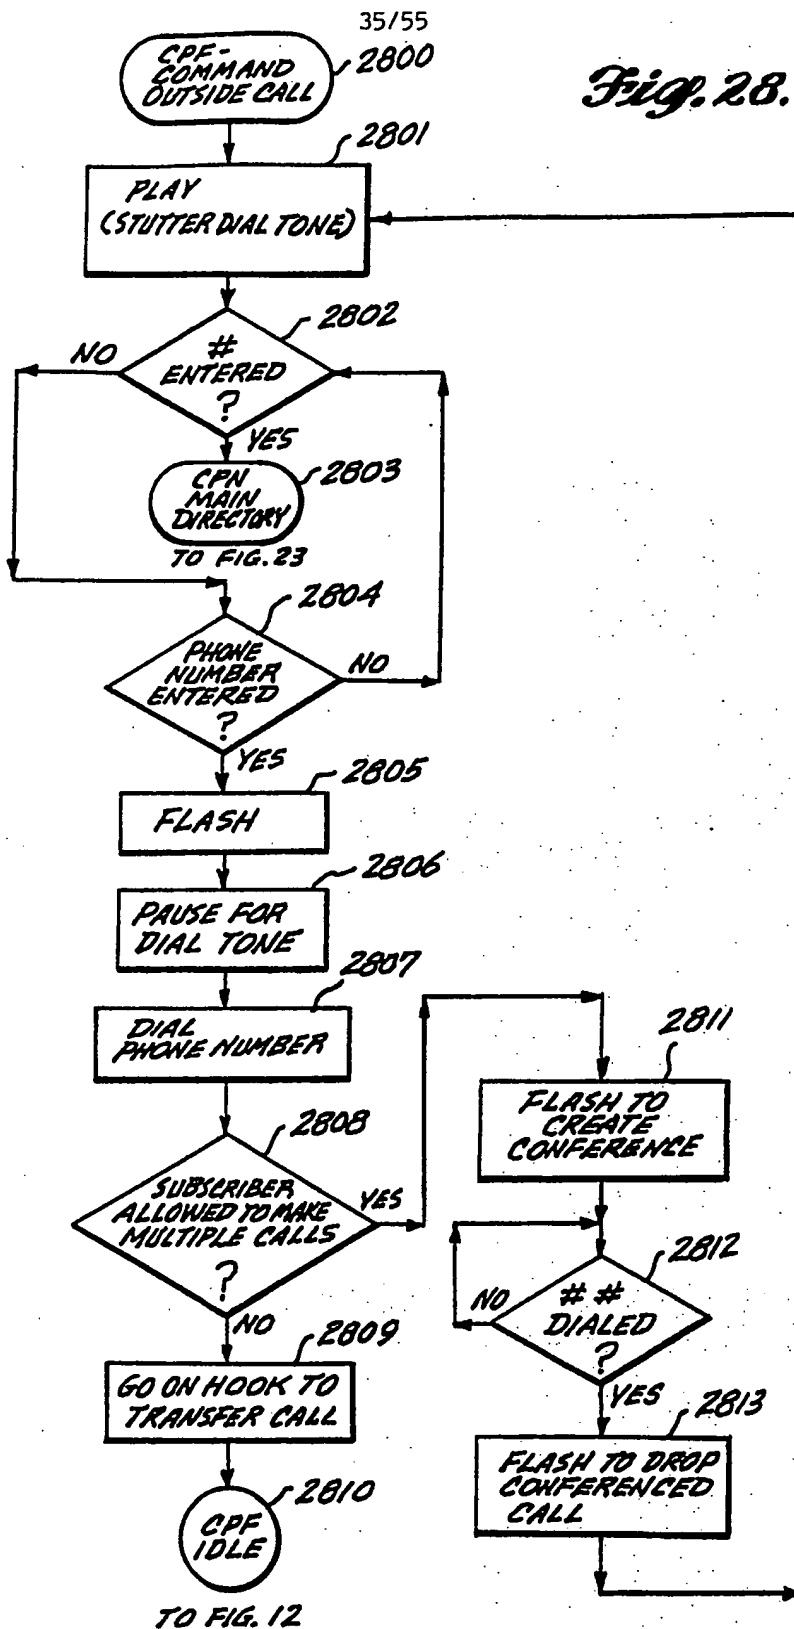 35/55
Fig. 28.
CPF-
COMMAND
OUTSIDE CALL
2800
2801
PLAY
(STUTTER DIAL TONE)
2802
#
ENTERED
?
NO
YES
2803
CPN
MAIN
DIRECTORY
TO FIG. 23
2804
PHONE
NUMBER
ENTERED
?
NO
YES
2805
FLASH
2806
PAUSE FOR
DIAL TONE
2807
DIAL
PHONE NUMBER
2808
SUBSCRIBER
ALLOWED TO MAKE
MULTIPLE CALLS
?
YES
NO
2809
GO ON HOOK TO
TRANSFER CALL
2810
CPF
IDLE
TO FIG. 12
2811
FLASH TO
CREATE
CONFERENCE
2812
# #
DIALED
?
NO
YES
2813
FLASH TO DROP
CONFERENCED
CALL